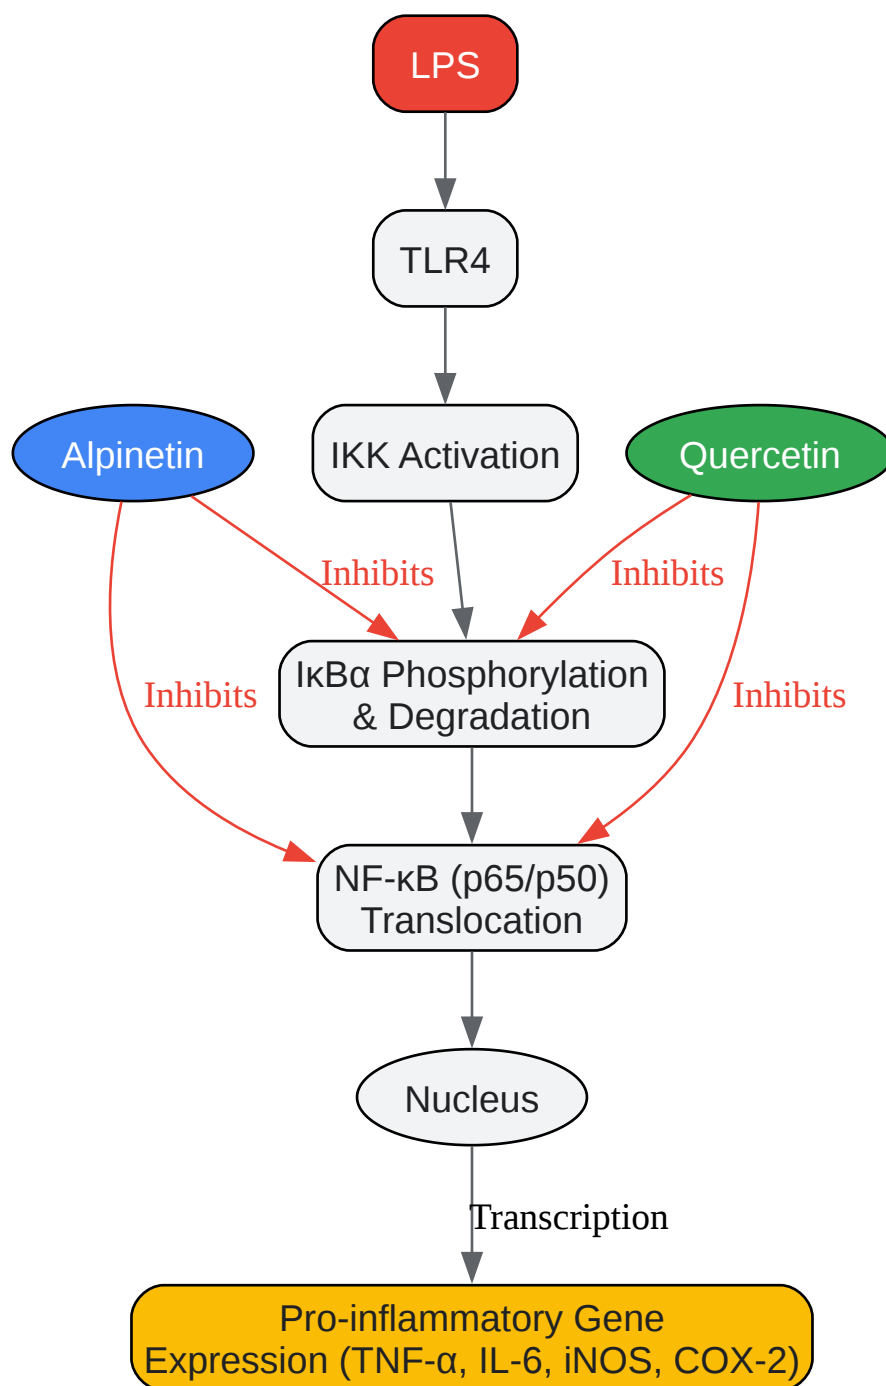 LPS
TLR4
Alpinetin
IKK Activation
Quercetin
Inhibits
Inhibits
IκBα Phosphorylation
& Degradation
Inhibits
Inhibits
NF-κB (p65/p50)
Translocation
Nucleus
Transcription
Pro-inflammatory Gene
Expression (TNF-α, IL-6, iNOS, COX-2)